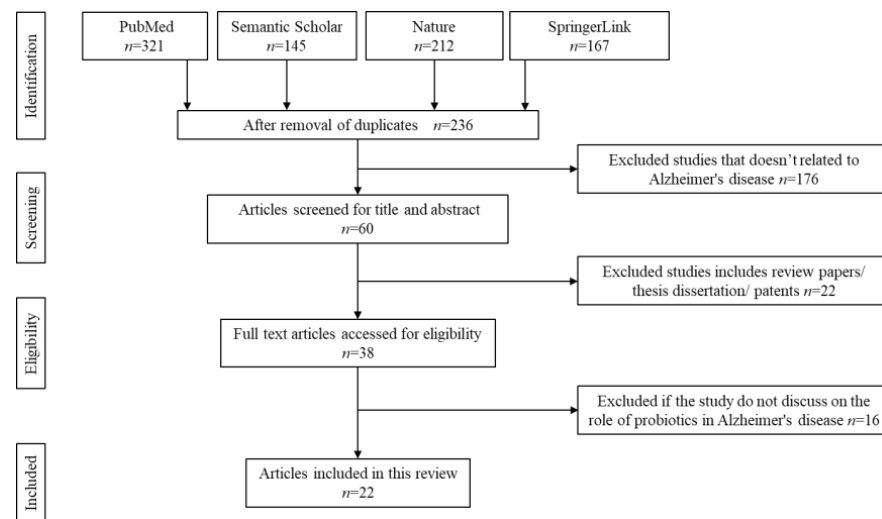 PubMed
n=321
Semantic Scholar
n=145
Nature
n=212
SpringerLink
n=167
Identification
After removal of duplicates n=236
Excluded studies that doesn't related to
Alzheimer's disease n=176
Screening
Articles screened for title and abstract
n=60
Excluded studies includes review papers/
thesis dissertation/ patents n=22
Eligibility
Full text articles accessed for eligibility
n=38
Excluded if the study do not discuss on the
role of probiotics in Alzheimer's disease n=16
Included
Articles included in this review
n=22